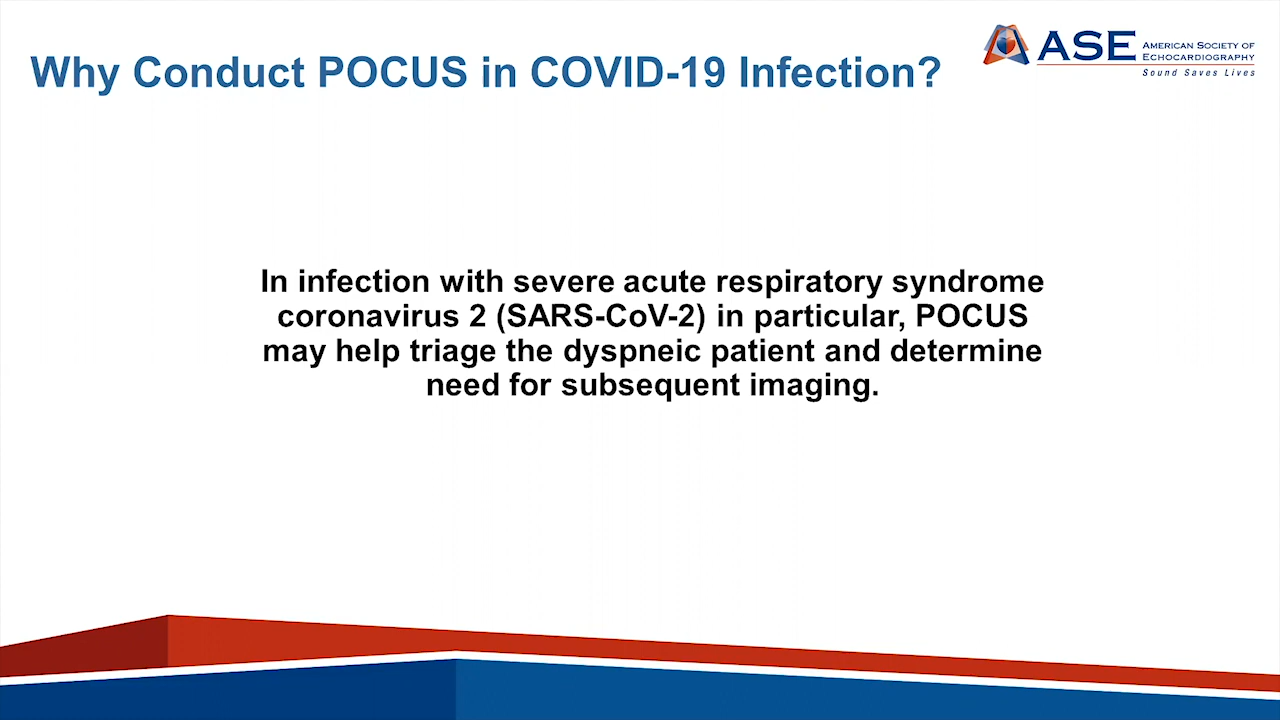 Why Conduct POCUS in COVID-19 Infection?
ASE
AMERICAN SOCIETY OF
ECHOCARDIOGRAPHY
Sound Saves Lives
In infection with severe acute respiratory syndrome
coronavirus 2 (SARS-CoV-2) in particular, POCUS
may help triage the dyspneic patient and determine
need for subsequent imaging.